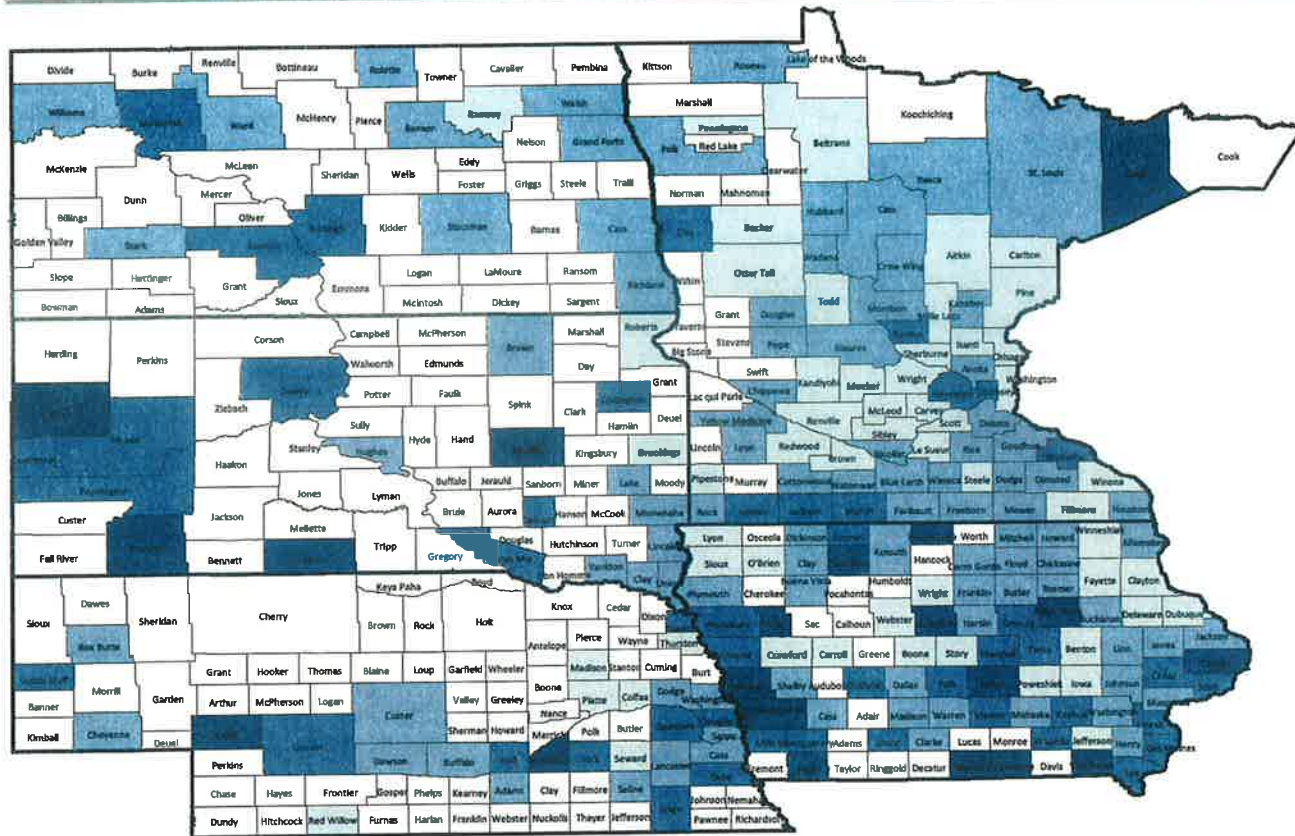 Divide
Burke
Renville
Bottineau
Rolette
Towner
Cavalier
Pembina
Williams
Ward
McHenry
Pierce
Benson
Ramsey
Walsh
Nelson
Grand Forks
McKenzie
McLean
Sheridan
Wells
Eddy
Foster
Griggs
Steele
Traill
Dunn
Mercer
Oliver
Billings
Golden Valley
Stark
Kidder
Stutsman
Barnes
Cass
Slope
Hettinger
Grant
Bowman
Adams
Sioux
Emmons
Logan
LaMoure
Ransom
McIntosh
Dickey
Sargent
Richland
Kittson
Roseau
Lake of the Woods
Marshall
Koochiching
Pennington
Red Lake
Polk
Beltrami
Clearwater
Norman
Mahnomen
Itasca
St. Louis
Cook
Clay
Becker
Hubbard
Cass
Wadena
Crow Wing
Aitkin
Carlton
Otter Tail
Todd
Pine
Grant
Douglas
Morrison
Kanabec
Stevens
Pope
Stearns
Big Stone
Swift
Kandiyohi
Meeker
Wright
Sherburne
Isanti
Anoka
Washington
Lac qui Parle
Chippewa
Yellow Medicine
Renville
McLeod
Carver
Scott
Sibley
Dakota
Lincoln
Lyon
Redwood
Brown
Le Sueur
Rice
Goodhue
Pipestone
Murray
Cottonwood
Watonwan
Blue Earth
Waseca
Steele
Dodge
Olmsted
Winona
Rock
Faribault
Freeborn
Mower
Fillmore
Houston
Harding
Perkins
Corson
Campbell
McPherson
Brown
Marshall
Roberts
Walworth
Edmunds
Day
Grant
Ziebach
Potter
Faulk
Spink
Clark
Codington
Hamlin
Deuel
Sully
Hyde
Hand
Kingsbury
Brookings
Haakon
Stanley
Hughes
Buffalo
Jerauld
Sanborn
Miner
Lake
Moody
Custer
Jackson
Jones
Lyman
Brule
Aurora
Hanson
McCook
Minnehaha
Fall River
Bennett
Mellette
Tripp
Gregory
Douglas
Hutchinson
Turner
Lincoln
Yankton
Clay
Sioux
Dawes
Sheridan
Cherry
Keya Paha
Boyd
Brown
Rock
Holt
Knox
Cedar
Dixon
Box Butte
Antelope
Pierce
Wayne
Thurston
Grant
Hooker
Thomas
Blaine
Loup
Garfield
Wheeler
Madison
Stanton
Cuming
Burt
Banner
Morrill
Garden
Arthur
McPherson
Logan
Custer
Valley
Greeley
Boone
Nance
Platte
Colfax
Dodge
Kimball
Cheyenne
Deuel
Sherman
Howard
Merrick
Polk
Butler
Perkins
Dawson
Buffalo
Hall
York
Seward
Lancaster
Cass
Chase
Hayes
Frontier
Gosper
Phelps
Kearney
Adams
Clay
Fillmore
Saline
Johnson
Nemaha
Dundy
Hitchcock
Red Willow
Furnas
Harlan
Franklin
Webster
Nuckolls
Thayer
Jefferson
Pawnee
Richardson
Lyon
Osceola
Dickinson
Worth
Mitchell
Howard
Winneshiek
Sioux
O'Brien
Clay
Kossuth
Hancock
Cerro Gordo
Floyd
Chickasaw
Fayette
Clayton
Plymouth
Cherokee
Buena Vista
Pocahontas
Humboldt
Wright
Franklin
Butler
Bremer
Sac
Calhoun
Webster
Hardin
Buchanan
Delaware
Dubuque
Crawford
Carroll
Greene
Boone
Story
Benton
Linn
Jones
Jackson
Shelby
Audubon
Dallas
Polk
Poweshiek
Iowa
Johnson
Cass
Adair
Madison
Warren
Adams
Clarke
Lucas
Monroe
Jefferson
Henry
Fremont
Taylor
Ringgold
Decatur
Davis